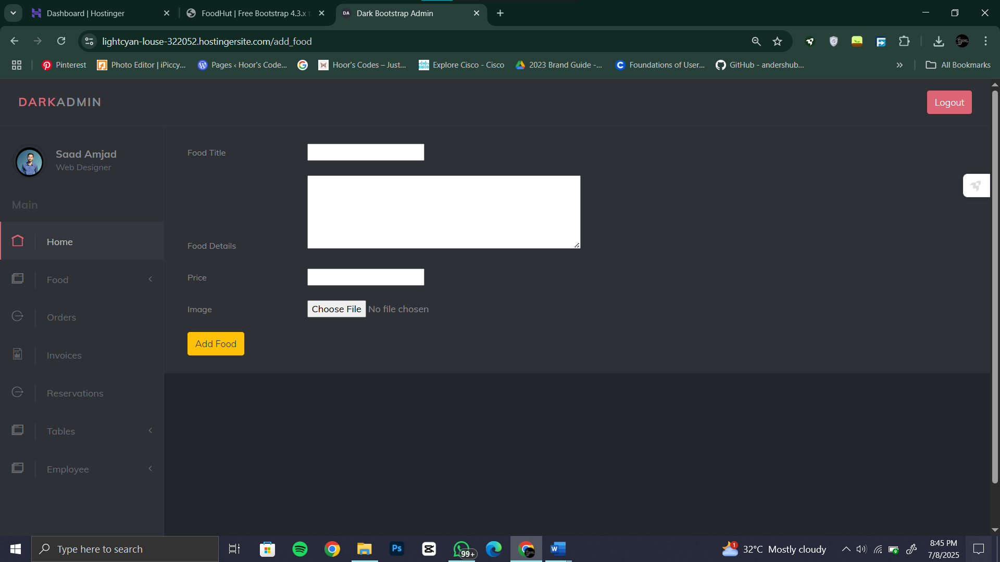 Dashboard | Hostinger
FoodHut | Free Bootstrap 4.3.x
DA Dark Bootstrap Admin
lightcyan-louse-322052.hostingersite.com/add_food
Pinterest
Photo Editor | iPiccy...
Pages ‹ Hoor's Code...
Hoor's Codes – Just...
Explore Cisco - Cisco
2023 Brand Guide -...
Foundations of User...
GitHub - andershub...
All Bookmarks
DARKADMIN
Logout
Saad Amjad
Web Designer
Main
Home
Food
Orders
Invoices
Reservations
Tables
Employee
Food Title
Food Details
Price
Image
Choose File No file chosen
Add Food
Type here to search
Ps
99+
W
1
32°C Mostly cloudy
8:45 PM
7/8/2025